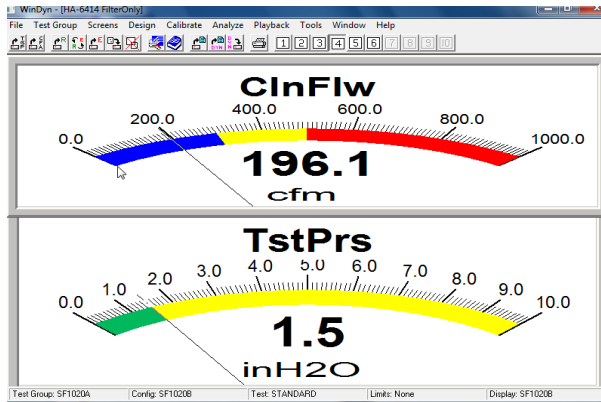 WinDyn - [HA-6414 FilterOnly]
File Test Group Screens Design Calibrate Analyze Playback Tools Window Help
1 2 3 4 5 6 7 8 9 10
ClnFlw
0.0 200.0 400.0 600.0 800.0 1000.0
196.1
cfm
TstPrs
0.0 1.0 2.0 3.0 4.0 5.0 6.0 7.0 8.0 9.0 10.0
1.5
inH2O
Test Group: SF1020A Config: SF1020B Test: STANDARD Limits: None Display: SF1020B